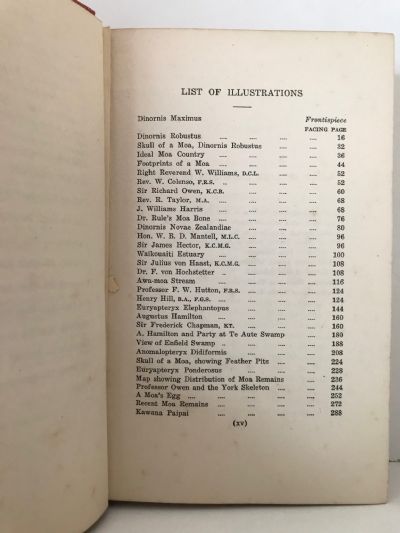 LIST OF ILLUSTRATIONS
Dinornis Maximus Frontispiece
FACING PAGE
Dinornis Robustus .... .... .... .... 16
Skull of a Moa, Dinornis Robustus .... .... 32
Ideal Moa Country .... .... .... .... 36
Footprints of a Moa .... .... .... .... 44
Right Reverend W. Williams, D.C.L. .... .... 52
Rev. W. Colenso, F.R.S. .. .... .... .... 52
Sir Richard Owen, K.C.B. .... .... .... 60
Rev. R. Taylor, M.A. .... .... .... .... 68
J. Williams Harris .... .... .... .... 68
Dr. Rule's Moa Bone .... .... .... .... 76
Dinornis Novae Zealandiae .... .... .... 80
Hon. W. B. D. Mantell, M.L.C. .... .... .... 96
Sir James Hector, K.C.M.G. .... .... .... 96
Waikouaiti Estuary .... .... .... .... 100
Sir Julius von Haast, K.C.M.G. .... .... .... 108
Dr. F. von Hochstetter .... .... .... .... 108
Awa-moa Stream .... .... .... .... 116
Professor F. W. Hutton, F.R.S. .... .... .... 124
Henry Hill, B.A., F.G.S. .... .... .... .... 124
Euryapteryx Elephantopus .... .... .... 144
Augustus Hamilton .... .... .... .... 160
Sir Frederick Chapman, KT. .... .... .... 160
A. Hamilton and Party at Te Aute Swamp .... 180
View of Enfield Swamp .. .... .... .... 188
Anomalopteryx Didiformis .... .... .... 208
Skull of a Moa, showing Feather Pits .... .... 224
Euryapteryx Ponderosus .... .... .... 228
Map showing Distribution of Moa Remains .... 236
Professor Owen and the York Skeleton .... .... 244
A Moa's Egg .... .... .... .... .... 252
Recent Moa Remains .... .... .... .... 272
Kawana Paipai .... .... .... .... 288
(xv)